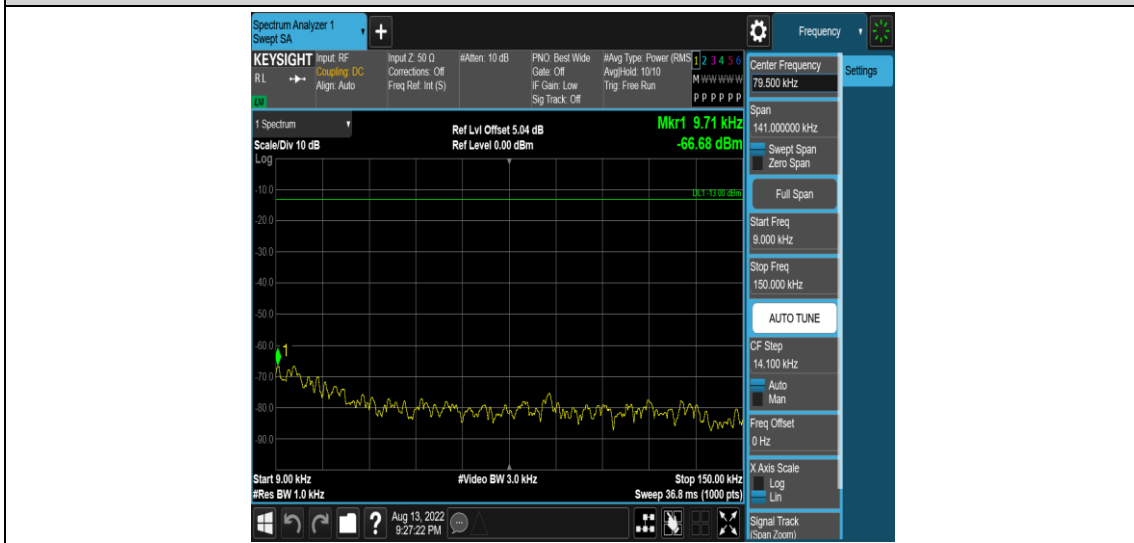 Spectrum Analyzer 1
Swept SA
+
Frequency
KEYSIGHT
RL
Input: RF
Coupling: DC
Align: Auto
Input Z: 50 Ω
Corrections: Off
Freq Ref: Int (S)
#Atten: 10 dB
PNO: Best Wide
Gate: Off
IF Gain: Low
Sig Track: Off
#Avg Type: Power (RMS
Avg|Hold: 10/10
Trig: Free Run
1 2 3 4 5 6
M W W W W W
P P P P P P
1 Spectrum
Scale/Div 10 dB
Log
Ref Lvl Offset 5.04 dB
Ref Level 0.00 dBm
Mkr1 9.71 kHz
-66.68 dBm
DL1 -13.00 dBm
-10.0
-20.0
-30.0
-40.0
-50.0
-60.0
1
-70.0
-80.0
-90.0
Start 9.00 kHz
#Res BW 1.0 kHz
#Video BW 3.0 kHz
Stop 150.00 kHz
Sweep 36.8 ms (1000 pts)
Center Frequency
79.500 kHz
Settings
Span
141.000000 kHz
Swept Span
Zero Span
Full Span
Start Freq
9.000 kHz
Stop Freq
150.000 kHz
AUTO TUNE
CF Step
14.100 kHz
Auto
Man
Freq Offset
0 Hz
X Axis Scale
Log
Lin
Signal Track
(Span Zoom)
?
Aug 13, 2022
9:27:22 PM